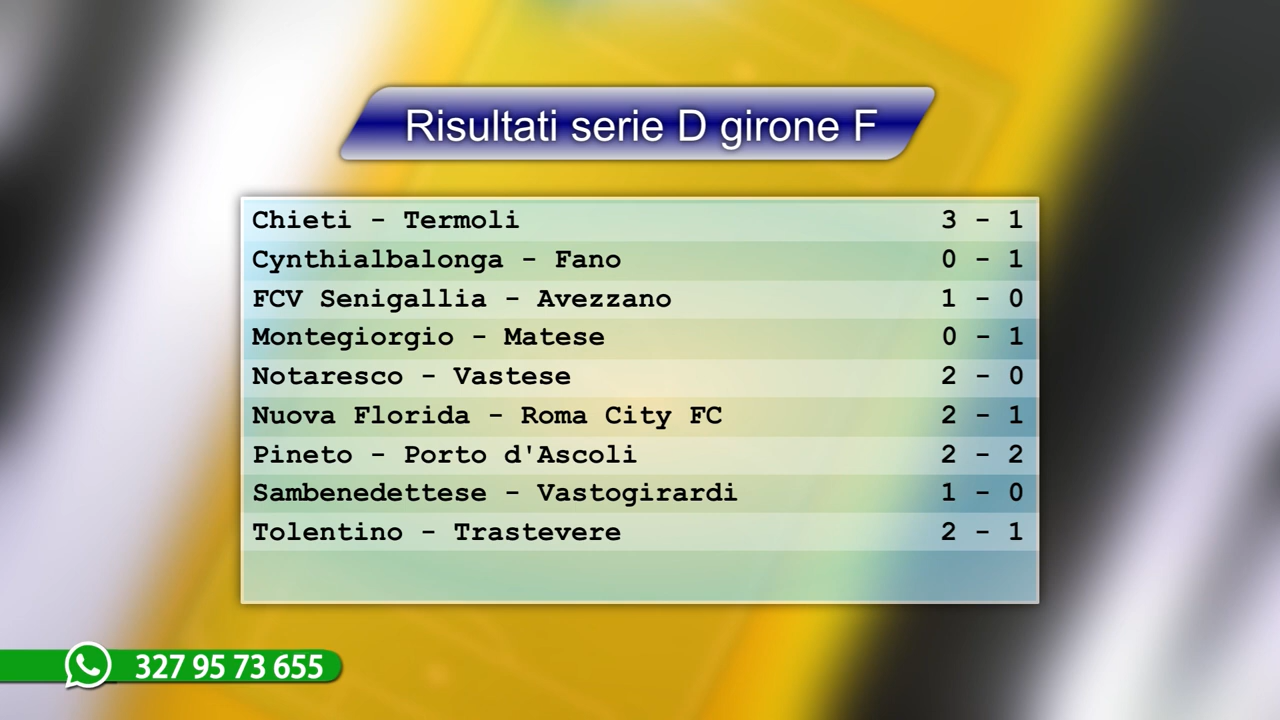 Risultati serie D girone F
Chieti - Termoli 3 - 1
Cynthialbalonga - Fano 0 - 1
FCV Senigallia - Avezzano 1 - 0
Montegiorgio - Matese 0 - 1
Notaresco - Vastese 2 - 0
Nuova Florida - Roma City FC 2 - 1
Pineto - Porto d'Ascoli 2 - 2
Sambenedettese - Vastogirardi 1 - 0
Tolentino - Trastevere 2 - 1
327 95 73 655